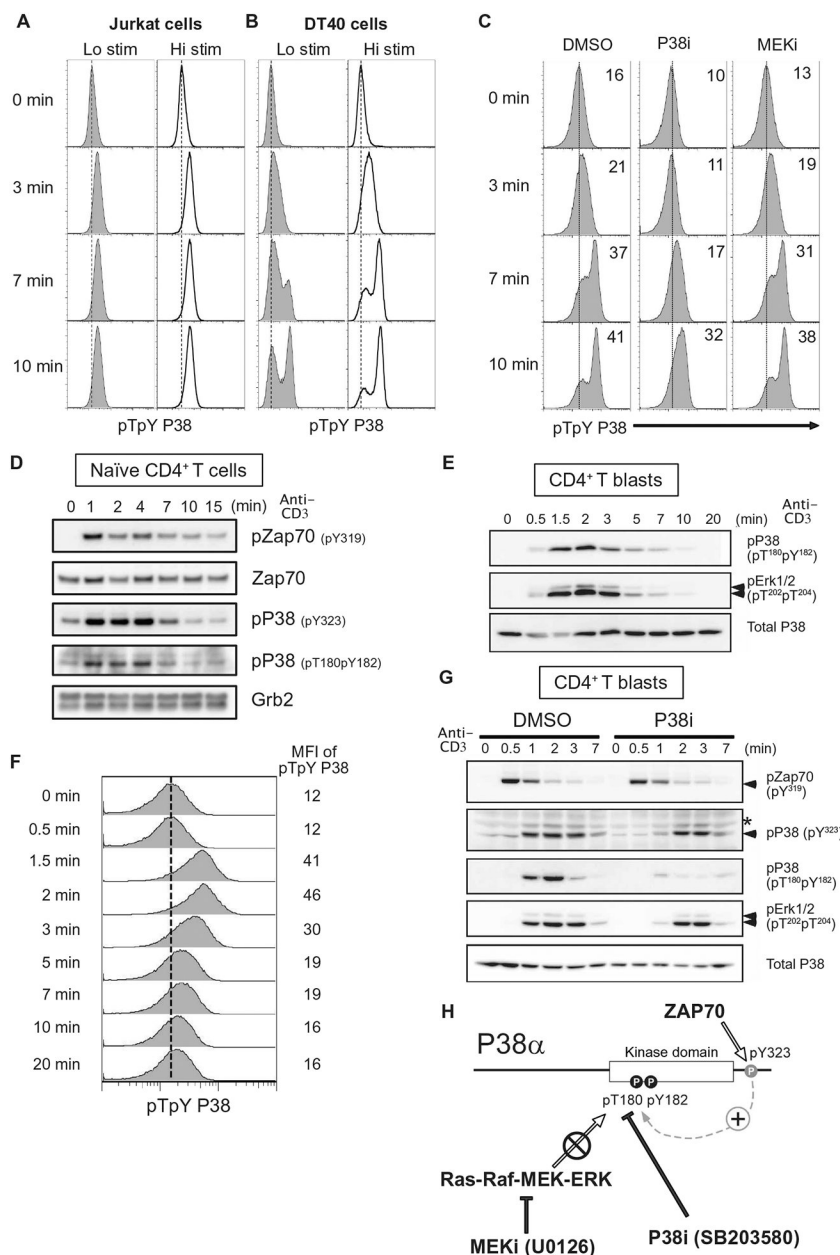 A
Jurkat cells
Lo stim Hi stim
0 min
3 min
7 min
10 min
pTpY P38
B
DT40 cells
Lo stim Hi stim
pTpY P38
C
DMSO P38i MEKi
0 min 16 10 13
3 min 21 11 19
7 min 37 17 31
10 min 41 32 38
pTpY P38
D
Naïve CD4⁺ T cells
0 1 2 4 7 10 15 (min) Anti-CD3
pZap70 (pY319)
Zap70
pP38 (pY323)
pP38 (pT180pY182)
Grb2
E
CD4⁺ T blasts
0 0.5 1.5 2 3 5 7 10 20 (min) Anti-CD3
pP38
(pT¹⁸⁰pY¹⁸²)
pErk1/2
(pT²⁰²pT²⁰⁴)
Total P38
F
MFI of
pTpY P38
0 min 12
0.5 min 12
1.5 min 41
2 min 46
3 min 30
5 min 19
7 min 19
10 min 16
20 min 16
pTpY P38
G
CD4⁺ T blasts
DMSO P38i
Anti-CD3 0 0.5 1 2 3 7 0 0.5 1 2 3 7 (min)
pZap70
(pY³¹⁹)
*
pP38 (pY³²³)
pP38
(pT¹⁸⁰pY¹⁸²)
pErk1/2
(pT²⁰²pT²⁰⁴)
Total P38
H
ZAP70
P38α
Kinase domain
pY323
P
P P
pT180 pY182
+
Ras-Raf-MEK-ERK
MEKi (U0126)
P38i (SB203580)